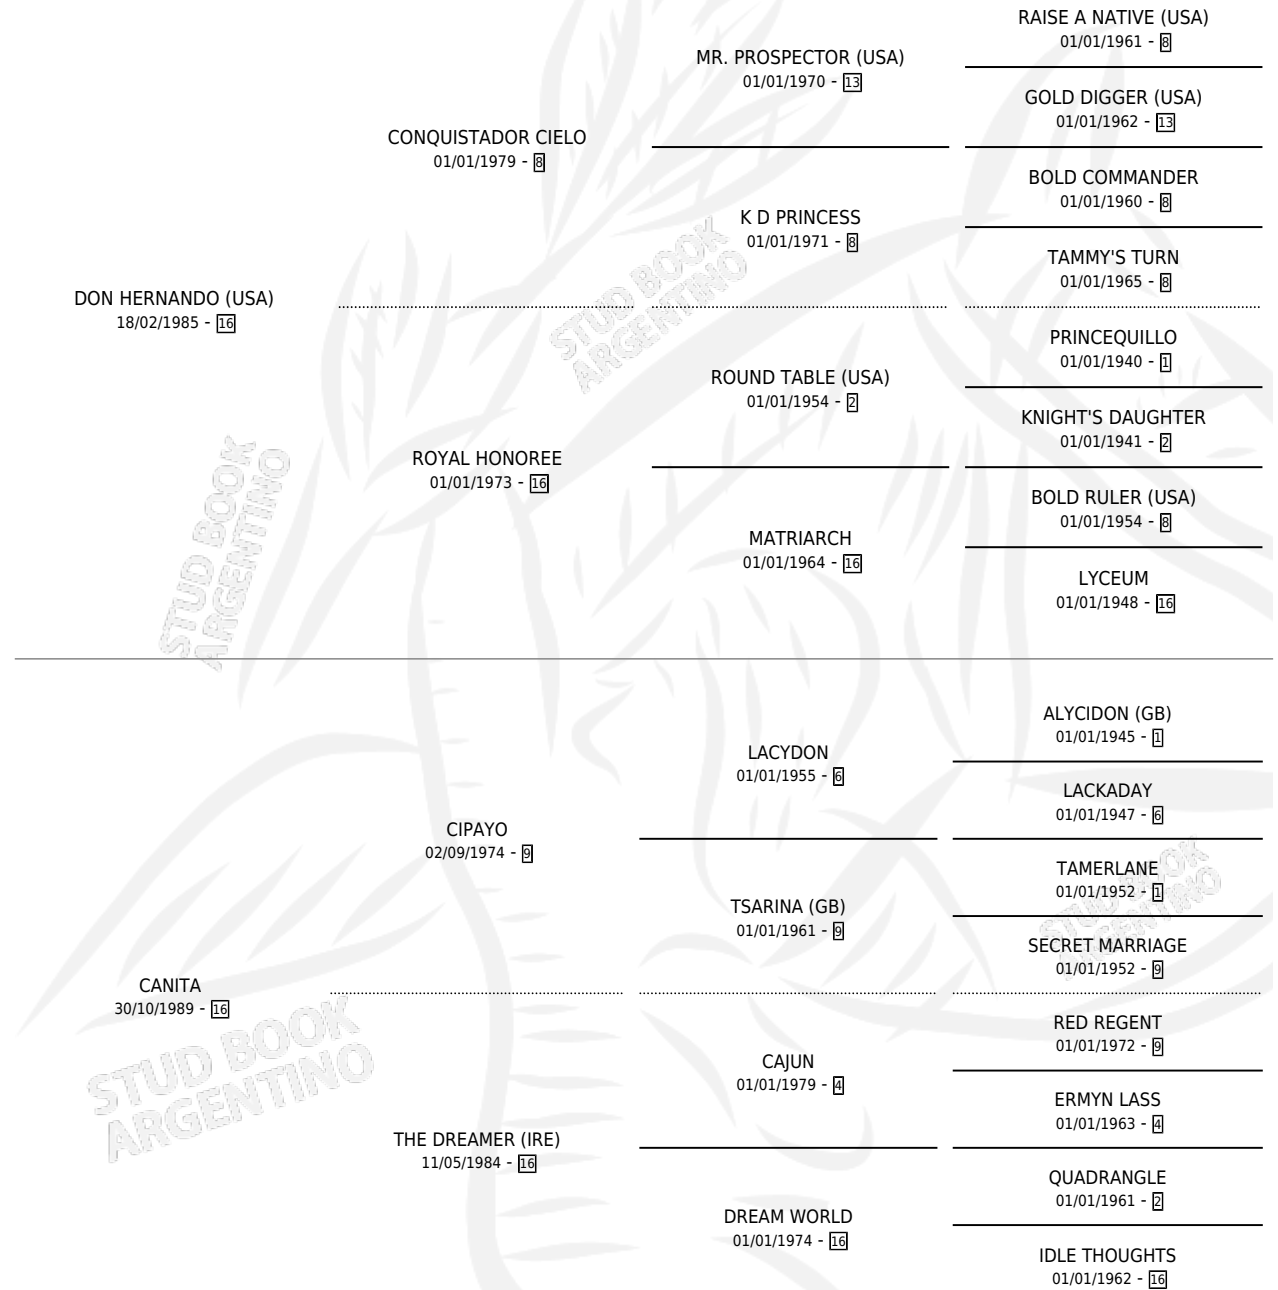 RAISE A NATIVE (USA)
01/01/1961 - 8
MR. PROSPECTOR (USA)
01/01/1970 - 13
GOLD DIGGER (USA)
01/01/1962 - 13
CONQUISTADOR CIELO
01/01/1979 - 8
BOLD COMMANDER
01/01/1960 - 8
K D PRINCESS
01/01/1971 - 8
TAMMY'S TURN
01/01/1965 - 8
DON HERNANDO (USA)
18/02/1985 - 16
PRINCEQUILLO
01/01/1940 - 1
ROUND TABLE (USA)
01/01/1954 - 2
KNIGHT'S DAUGHTER
01/01/1941 - 2
ROYAL HONOREE
01/01/1973 - 16
BOLD RULER (USA)
01/01/1954 - 8
MATRIARCH
01/01/1964 - 16
LYCEUM
01/01/1948 - 16
ALYCIDON (GB)
01/01/1945 - 1
LACYDON
01/01/1955 - 6
LACKADAY
01/01/1947 - 6
CIPAYO
02/09/1974 - 9
TAMERLANE
01/01/1952 - 1
TSARINA (GB)
01/01/1961 - 9
SECRET MARRIAGE
01/01/1952 - 9
CANITA
30/10/1989 - 16
RED REGENT
01/01/1972 - 9
CAJUN
01/01/1979 - 4
ERMYN LASS
01/01/1963 - 4
THE DREAMER (IRE)
11/05/1984 - 16
QUADRANGLE
01/01/1961 - 2
DREAM WORLD
01/01/1974 - 16
IDLE THOUGHTS
01/01/1962 - 16
STUD BOOK
ARGENTINO
STUD BOOK
ARGENTINO
STUD BOOK
ARGENTINO
STUD BOOK
ARGENTINO